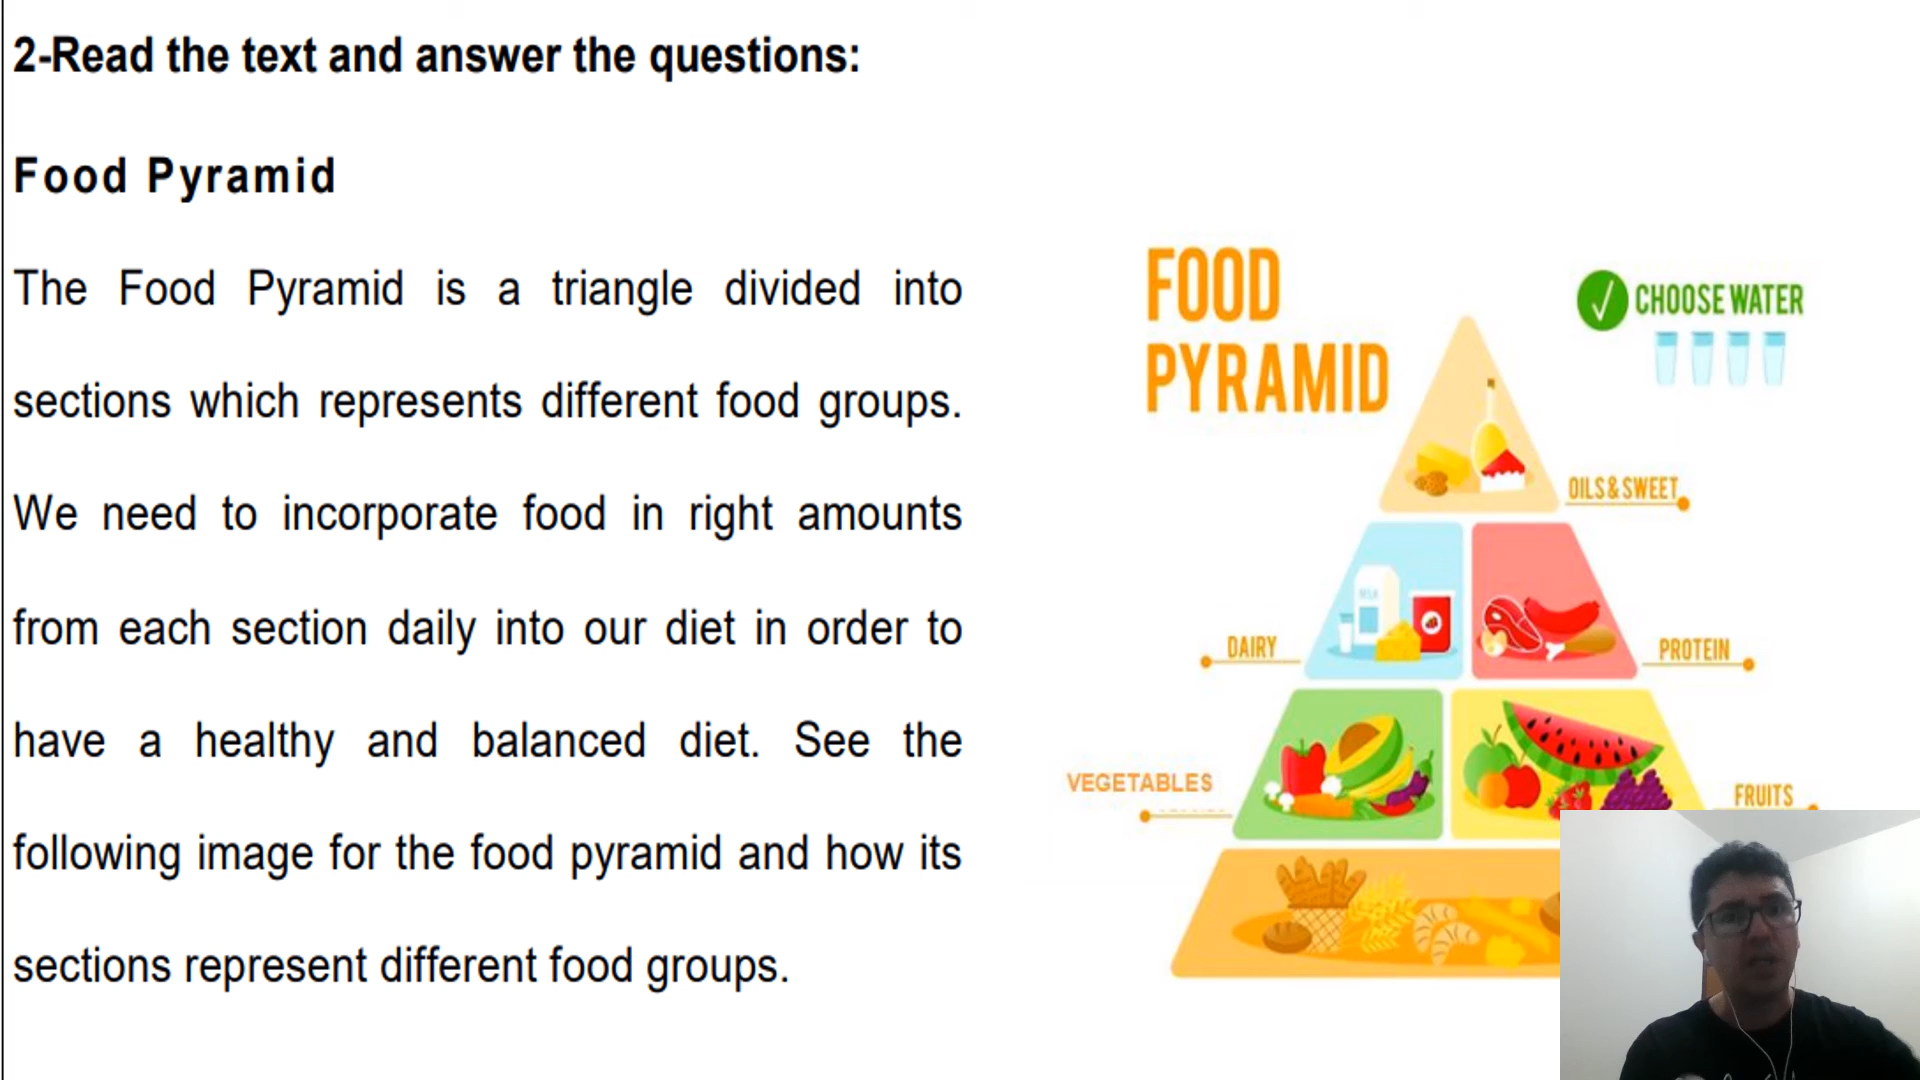 2-Read the text and answer the questions:
Food Pyramid
The Food Pyramid is a triangle divided into
sections which represents different food groups.
We need to incorporate food in right amounts
from each section daily into our diet in order to
have a healthy and balanced diet. See the
following image for the food pyramid and how its
sections represent different food groups.
FOOD
PYRAMID
CHOOSE WATER
OILS & SWEET
MILK
DAIRY
PROTEIN
VEGETABLES
FRUITS